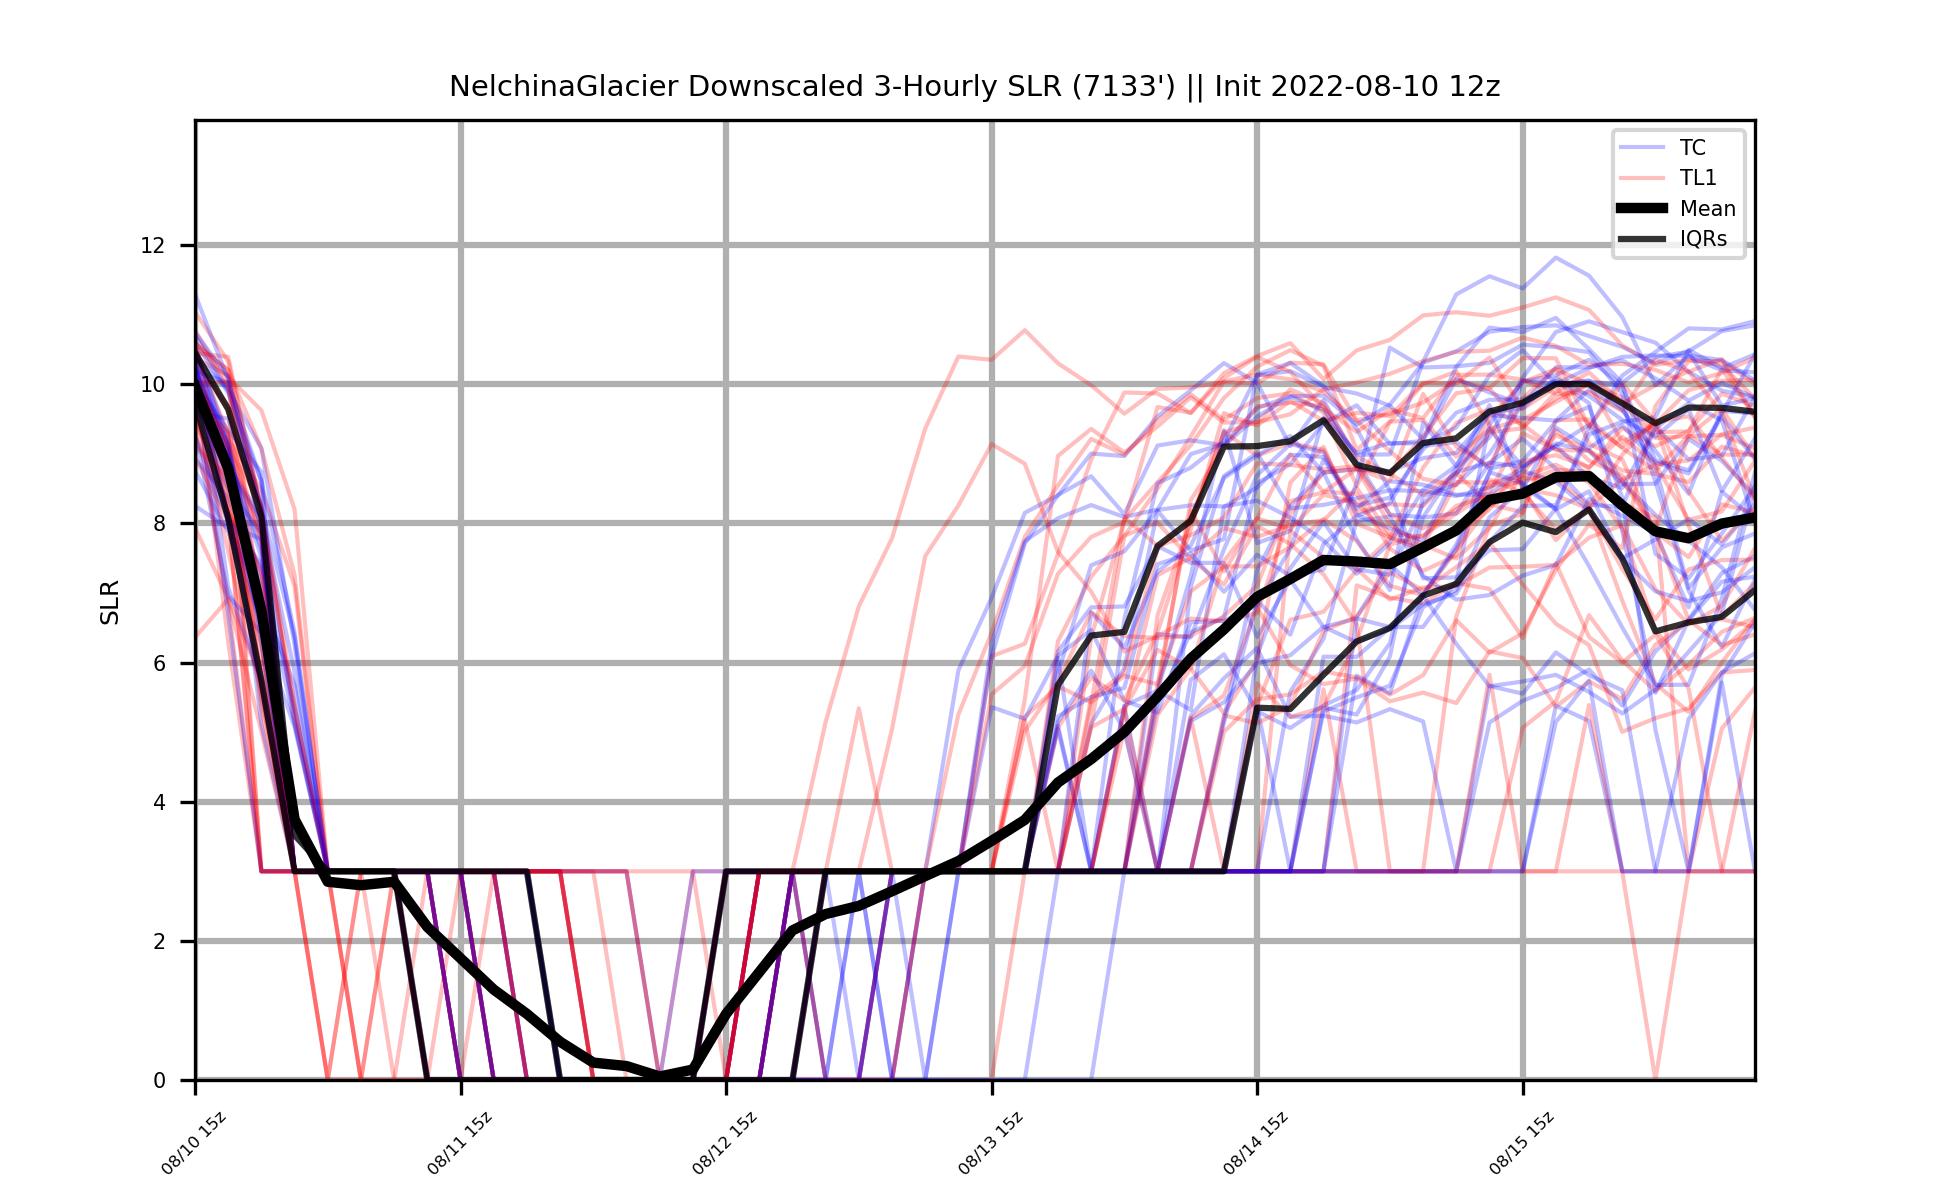 NelchinaGlacier Downscaled 3-Hourly SLR (7133') || Init 2022-08-10 12z
TC
TL1
Mean
IQRs
SLR
12
10
8
6
4
2
0
08/10 15z
08/11 15z
08/12 15z
08/13 15z
08/14 15z
08/15 15z